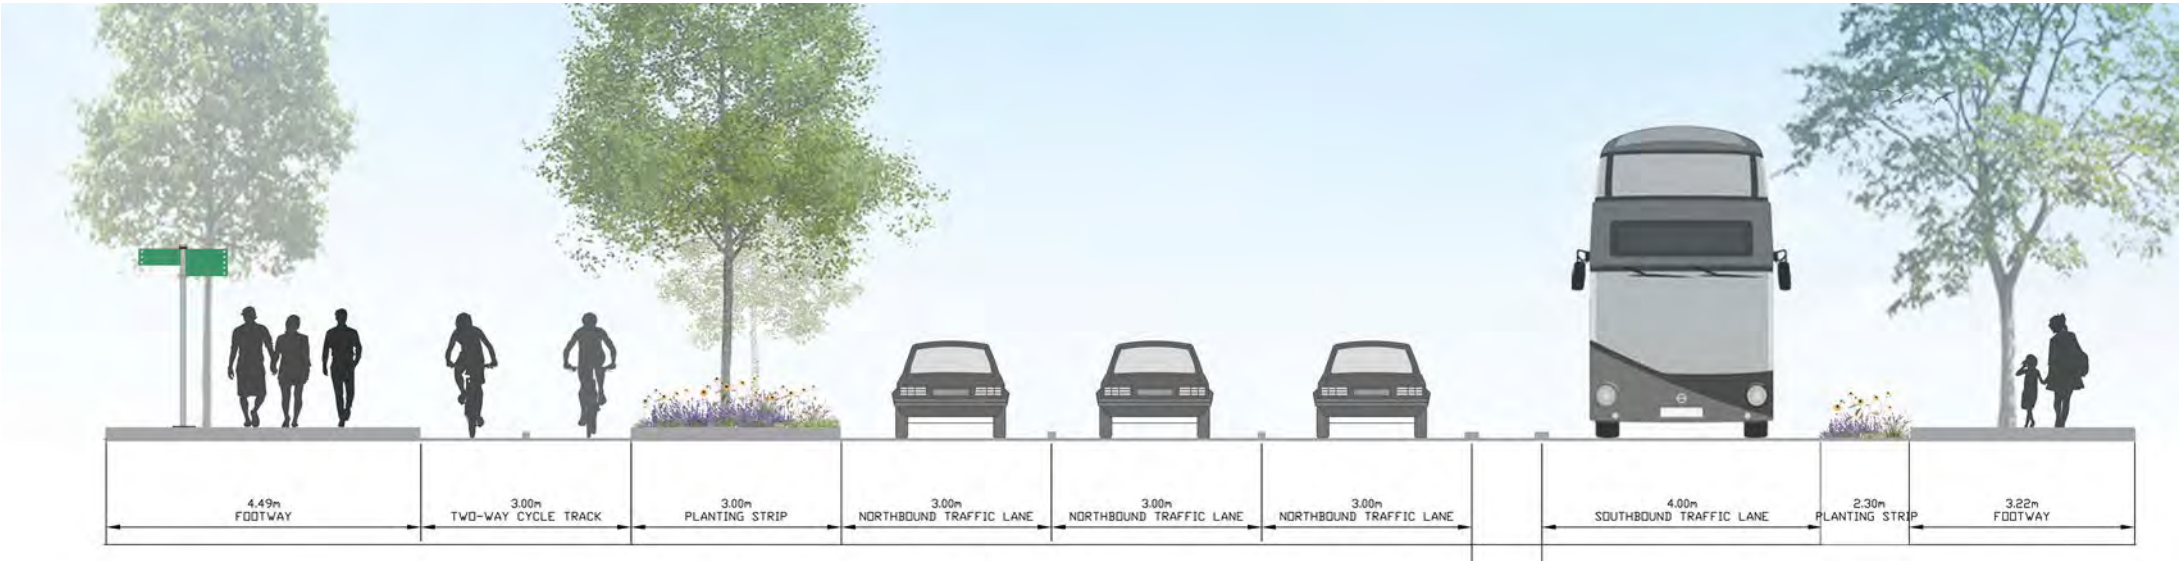 4.49m
FOOTWAY
3.00m
TWO-WAY CYCLE TRACK
3.00m
PLANTING STRIP
3.00m
NORTHBOUND TRAFFIC LANE
3.00m
NORTHBOUND TRAFFIC LANE
3.00m
NORTHBOUND TRAFFIC LANE
4.00m
SOUTHBOUND TRAFFIC LANE
2.30m
PLANTING STRIP
3.22m
FOOTWAY